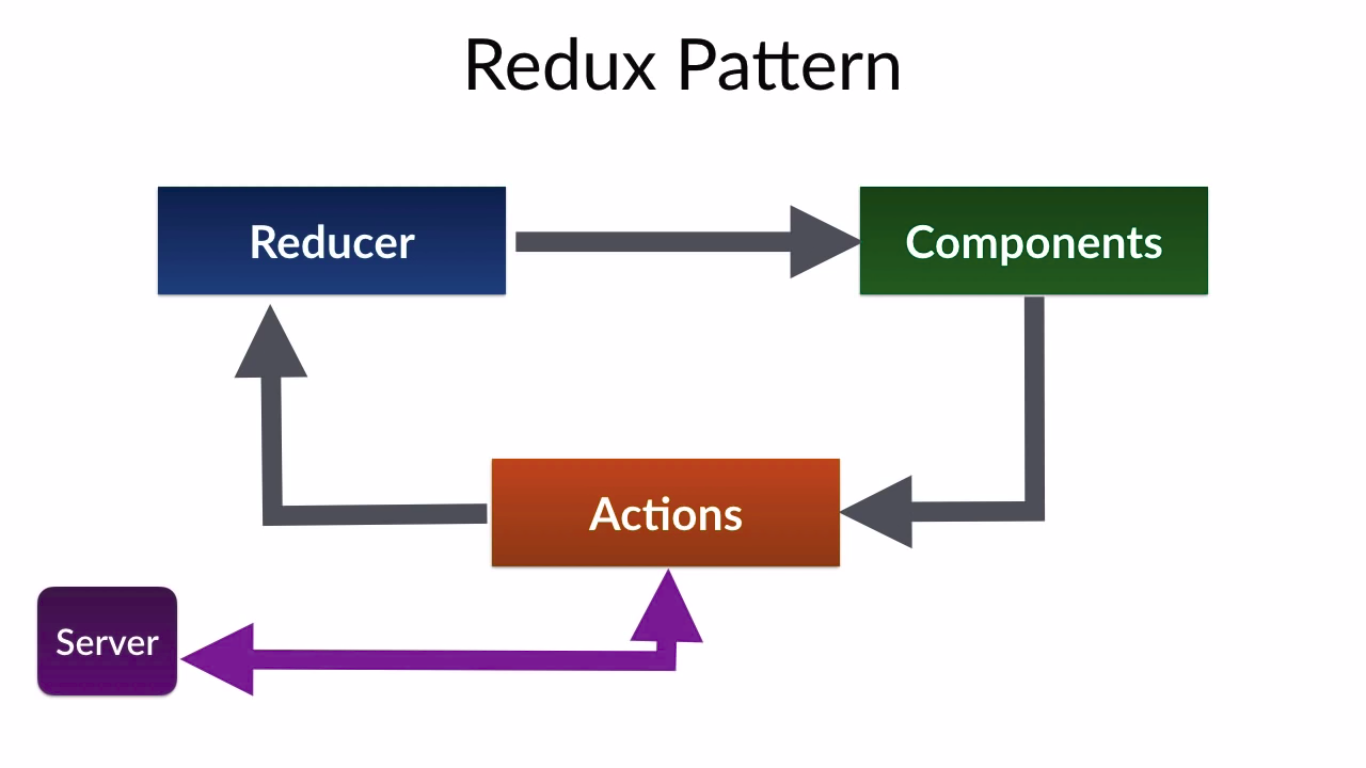 Redux Pattern
Reducer
Components
Actions
Server